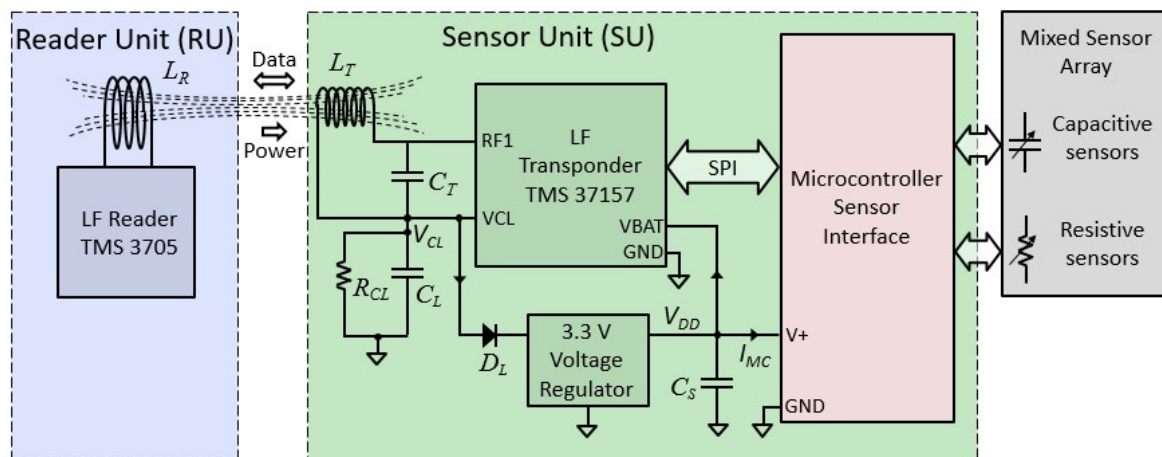 Reader Unit (RU)
L_R
LF Reader
TMS 3705
Data
Power
Sensor Unit (SU)
L_T
RF1
LF
Transponder
TMS 37157
C_T
VCL
VBAT
GND
V_CL
R_CL
C_L
D_L
3.3 V
Voltage
Regulator
V_DD
I_MC
C_S
SPI
Microcontroller
Sensor
Interface
V+
GND
Mixed Sensor
Array
Capacitive
sensors
Resistive
sensors